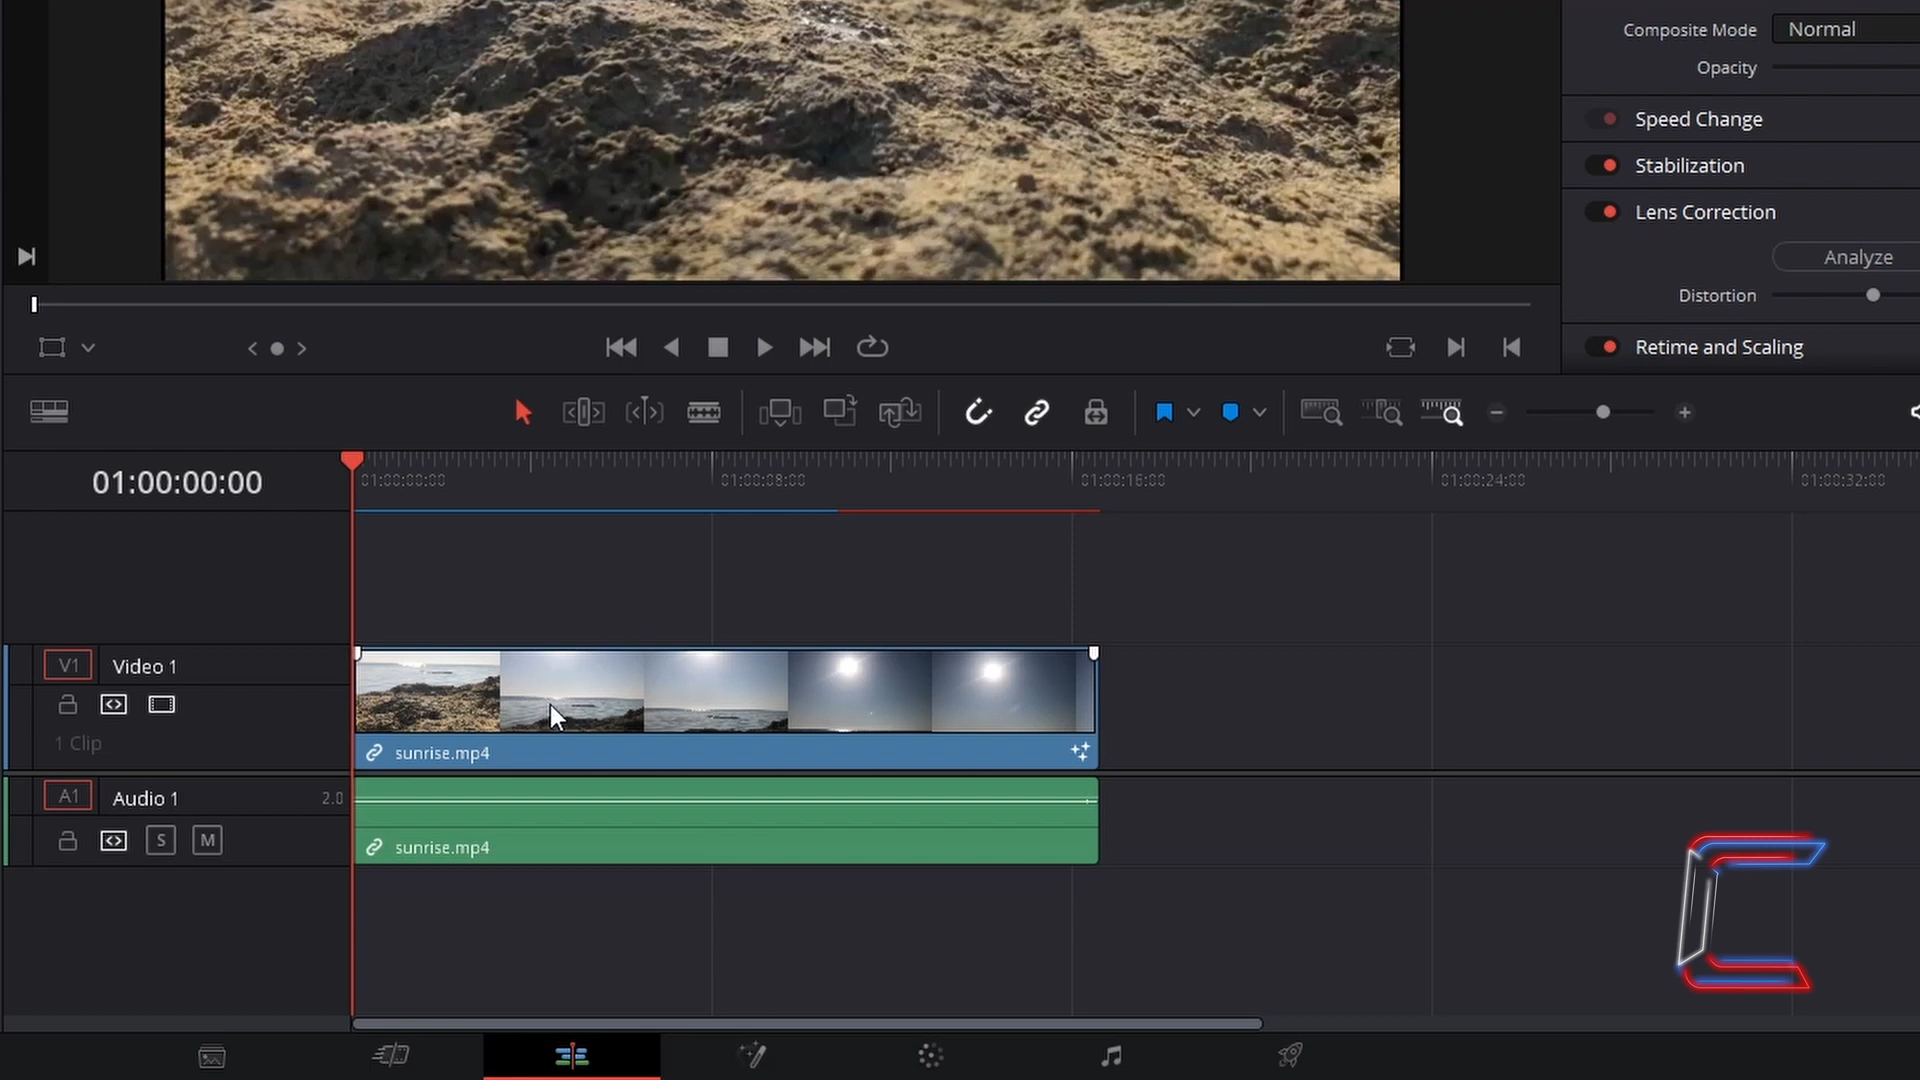 Composite Mode Normal
Opacity
Speed Change
Stabilization
Lens Correction
Analyze
Distortion
Retime and Scaling
01:00:00:00
01:00:00:00 01:00:08:00 01:00:16:00 01:00:24:00 01:00:32:00
V1 Video 1
1 Clip
sunrise.mp4
A1 Audio 1 2.0
S M
sunrise.mp4